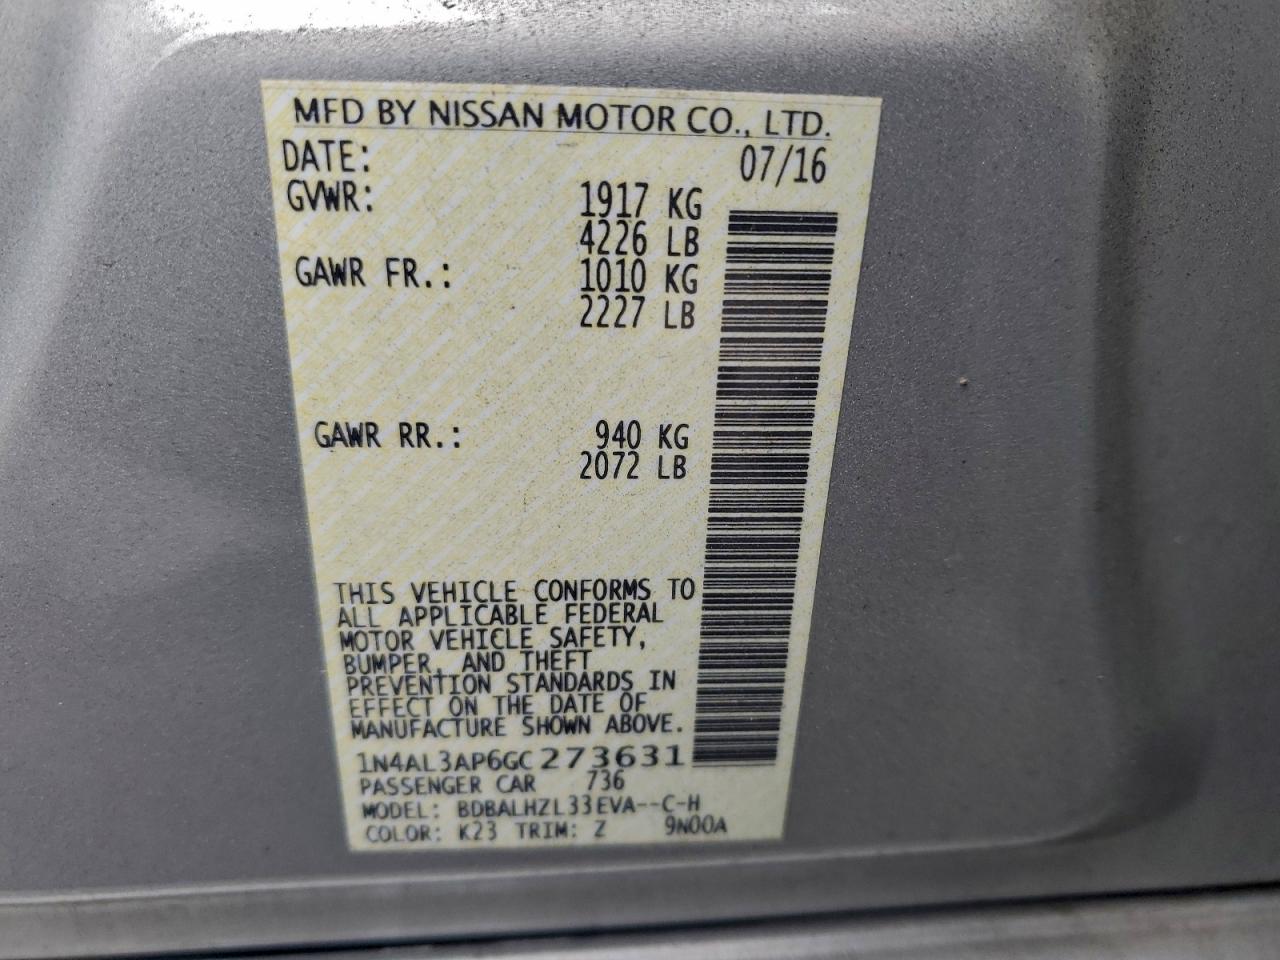 MFD BY NISSAN MOTOR CO., LTD.
DATE: 07/16
GVWR: 1917 KG
4226 LB
GAWR FR.: 1010 KG
2227 LB
GAWR RR.: 940 KG
2072 LB
THIS VEHICLE CONFORMS TO
ALL APPLICABLE FEDERAL
MOTOR VEHICLE SAFETY,
BUMPER, AND THEFT
PREVENTION STANDARDS IN
EFFECT ON THE DATE OF
MANUFACTURE SHOWN ABOVE.
1N4AL3AP6GC273631
PASSENGER CAR 736
MODEL: BDBALHZL33EVA--C-H
COLOR: K23 TRIM: Z 9N00A